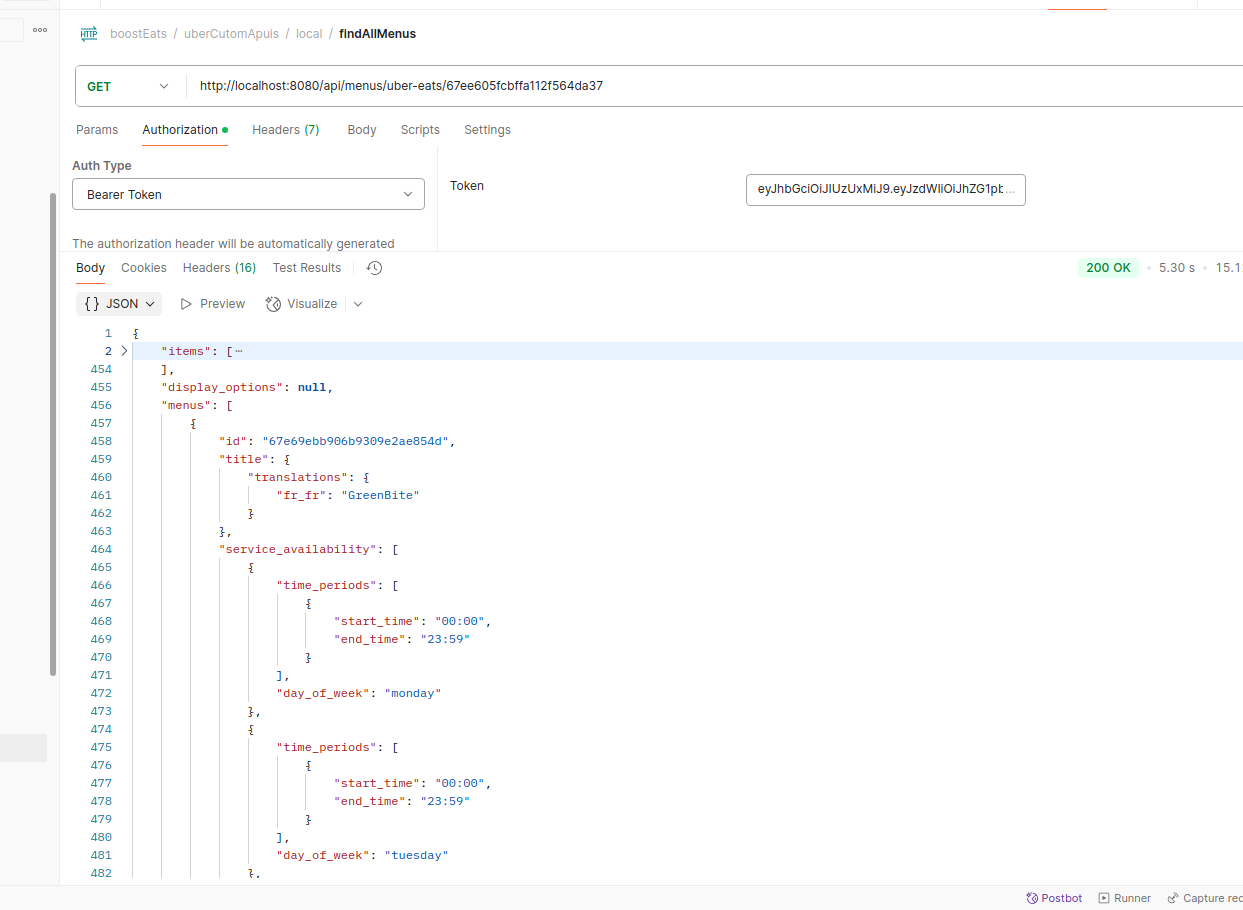 HTTP boostEats / uberCutomApuis / local / findAllMenus
GET http://localhost:8080/api/menus/uber-eats/67ee605fcbffa112f564da37
Params Authorization Headers (7) Body Scripts Settings
Auth Type
Bearer Token
Token eyJhbGciOiJIUzUxMiJ9.eyJzdWIiOiJhZG1pb...
The authorization header will be automatically generated
Body Cookies Headers (16) Test Results 200 OK • 5.30 s • 15.1
{} JSON Preview Visualize
1 {
2 "items": [⋯
454 ],
455 "display_options": null,
456 "menus": [
457 {
458 "id": "67e69ebb906b9309e2ae854d",
459 "title": {
460 "translations": {
461 "fr_fr": "GreenBite"
462 }
463 },
464 "service_availability": [
465 {
466 "time_periods": [
467 {
468 "start_time": "00:00",
469 "end_time": "23:59"
470 }
471 ],
472 "day_of_week": "monday"
473 },
474 {
475 "time_periods": [
476 {
477 "start_time": "00:00",
478 "end_time": "23:59"
479 }
480 ],
481 "day_of_week": "tuesday"
482 },
Postbot Runner Capture req